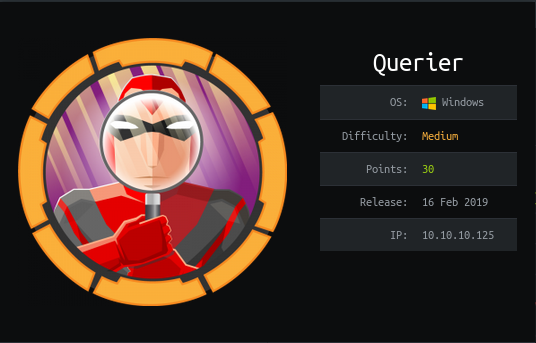 Querier
OS: Windows
Difficulty: Medium
Points: 30
Release: 16 Feb 2019
IP: 10.10.10.125